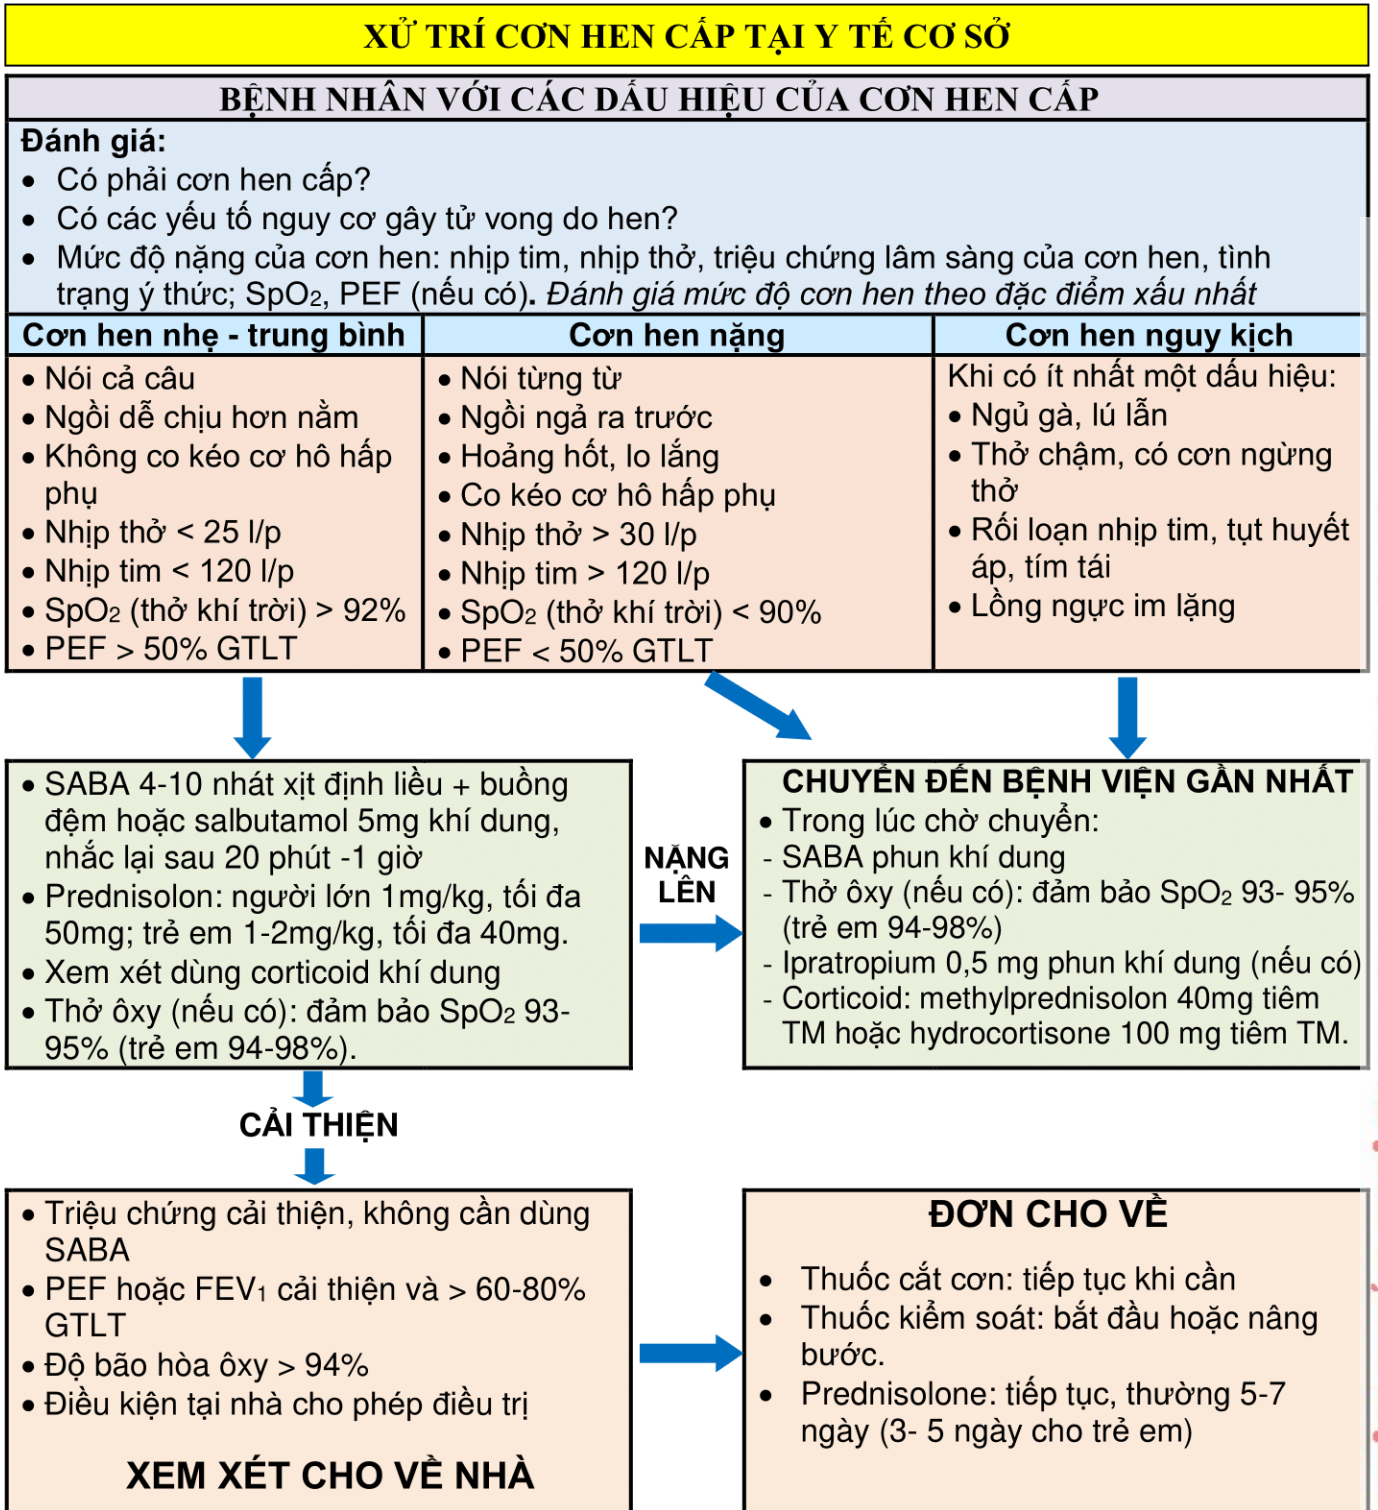 XỬ TRÍ CƠN HEN CẤP TẠI Y TẾ CƠ SỞ
BỆNH NHÂN VỚI CÁC DẤU HIỆU CỦA CƠN HEN CẤP
Đánh giá:
• Có phải cơn hen cấp?
• Có các yếu tố nguy cơ gây tử vong do hen?
• Mức độ nặng của cơn hen: nhịp tim, nhịp thở, triệu chứng lâm sàng của cơn hen, tình
trạng ý thức; SpO₂, PEF (nếu có). Đánh giá mức độ cơn hen theo đặc điểm xấu nhất
Cơn hen nhẹ - trung bình
• Nói cả câu
• Ngồi dễ chịu hơn nằm
• Không co kéo cơ hô hấp
phụ
• Nhịp thở < 25 l/p
• Nhịp tim < 120 l/p
• SpO₂ (thở khí trời) > 92%
• PEF > 50% GTLT
Cơn hen nặng
• Nói từng từ
• Ngồi ngả ra trước
• Hoảng hốt, lo lắng
• Co kéo cơ hô hấp phụ
• Nhịp thở > 30 l/p
• Nhịp tim > 120 l/p
• SpO₂ (thở khí trời) < 90%
• PEF < 50% GTLT
Cơn hen nguy kịch
Khi có ít nhất một dấu hiệu:
• Ngủ gà, lú lẫn
• Thở chậm, có cơn ngừng
thở
• Rối loạn nhịp tim, tụt huyết
áp, tím tái
• Lồng ngực im lặng
• SABA 4-10 nhát xịt định liều + buồng
đệm hoặc salbutamol 5mg khí dung,
nhắc lại sau 20 phút -1 giờ
• Prednisolon: người lớn 1mg/kg, tối đa
50mg; trẻ em 1-2mg/kg, tối đa 40mg.
• Xem xét dùng corticoid khí dung
• Thở ôxy (nếu có): đảm bảo SpO₂ 93-
95% (trẻ em 94-98%).
NẶNG
LÊN
CHUYỂN ĐẾN BỆNH VIỆN GẦN NHẤT
• Trong lúc chờ chuyển:
- SABA phun khí dung
- Thở ôxy (nếu có): đảm bảo SpO₂ 93- 95%
(trẻ em 94-98%)
- Ipratropium 0,5 mg phun khí dung (nếu có)
- Corticoid: methylprednisolon 40mg tiêm
TM hoặc hydrocortisone 100 mg tiêm TM.
CẢI THIỆN
• Triệu chứng cải thiện, không cần dùng
SABA
• PEF hoặc FEV₁ cải thiện và > 60-80%
GTLT
• Độ bão hòa ôxy > 94%
• Điều kiện tại nhà cho phép điều trị
XEM XÉT CHO VỀ NHÀ
ĐƠN CHO VỀ
• Thuốc cắt cơn: tiếp tục khi cần
• Thuốc kiểm soát: bắt đầu hoặc nâng
bước.
• Prednisolone: tiếp tục, thường 5-7
ngày (3- 5 ngày cho trẻ em)